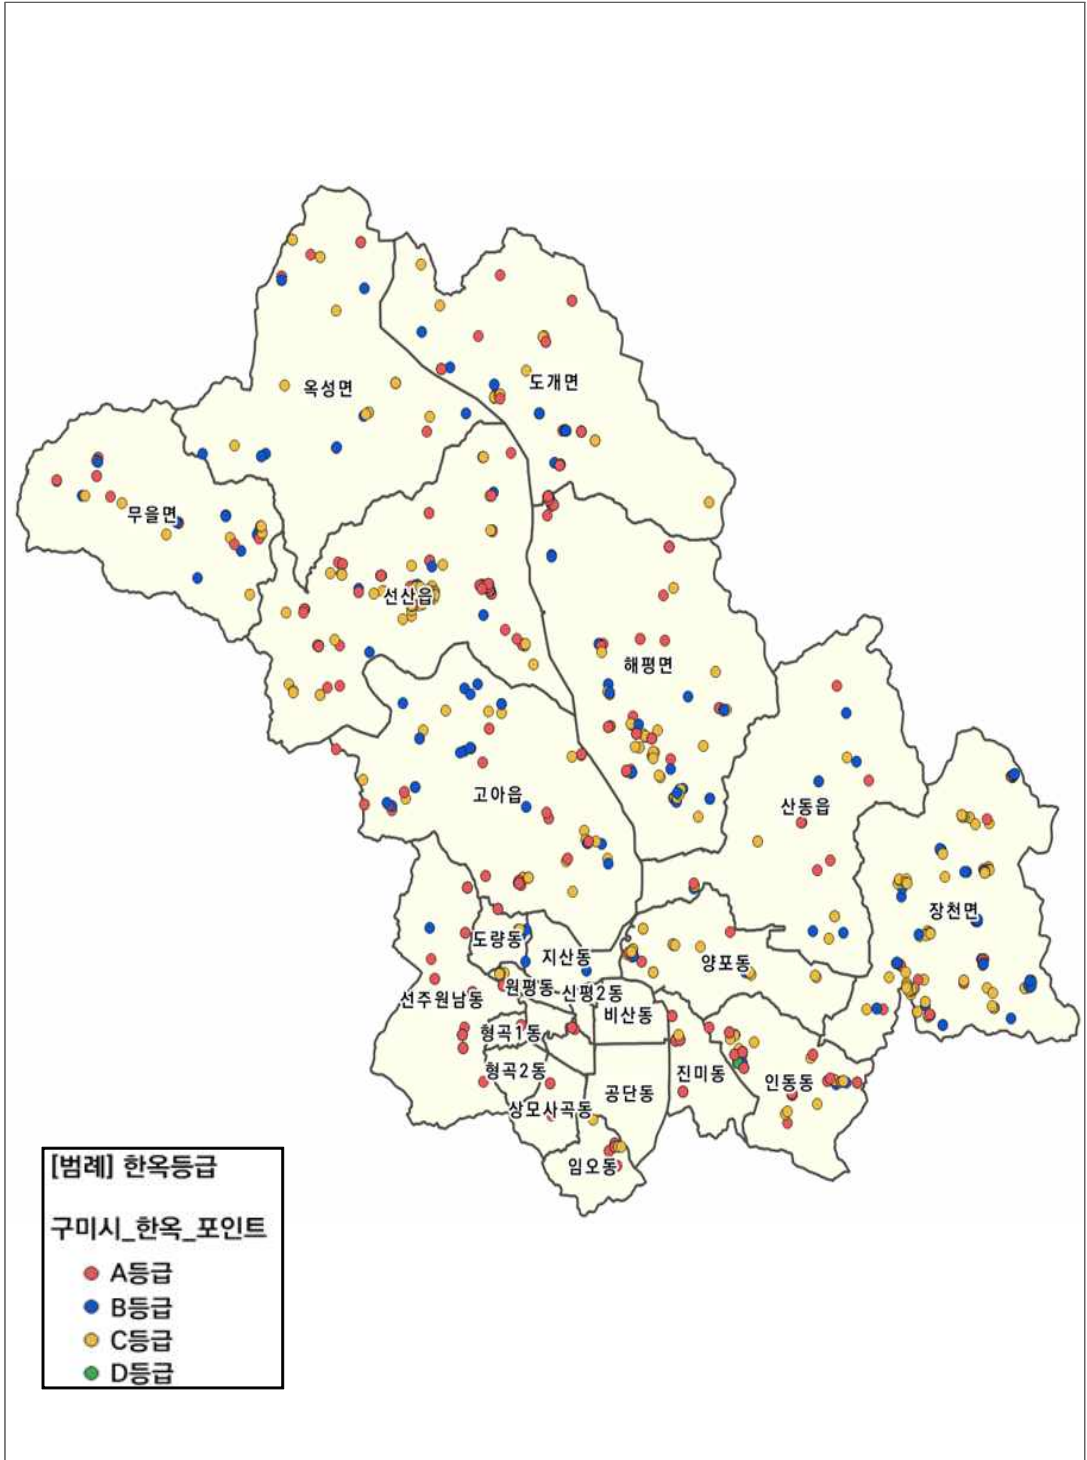 옥성면
도개면
무을면
선산읍
해평면
고아읍
산동읍
장천면
도량동
지산동
양포동
원평동
신평2동
선주원남동
비산동
형곡1동
형곡2동
진미동
인동동
공단동
상모사곡동
임오동
[범례] 한옥등급
구미시_한옥_포인트
A등급
B등급
C등급
D등급